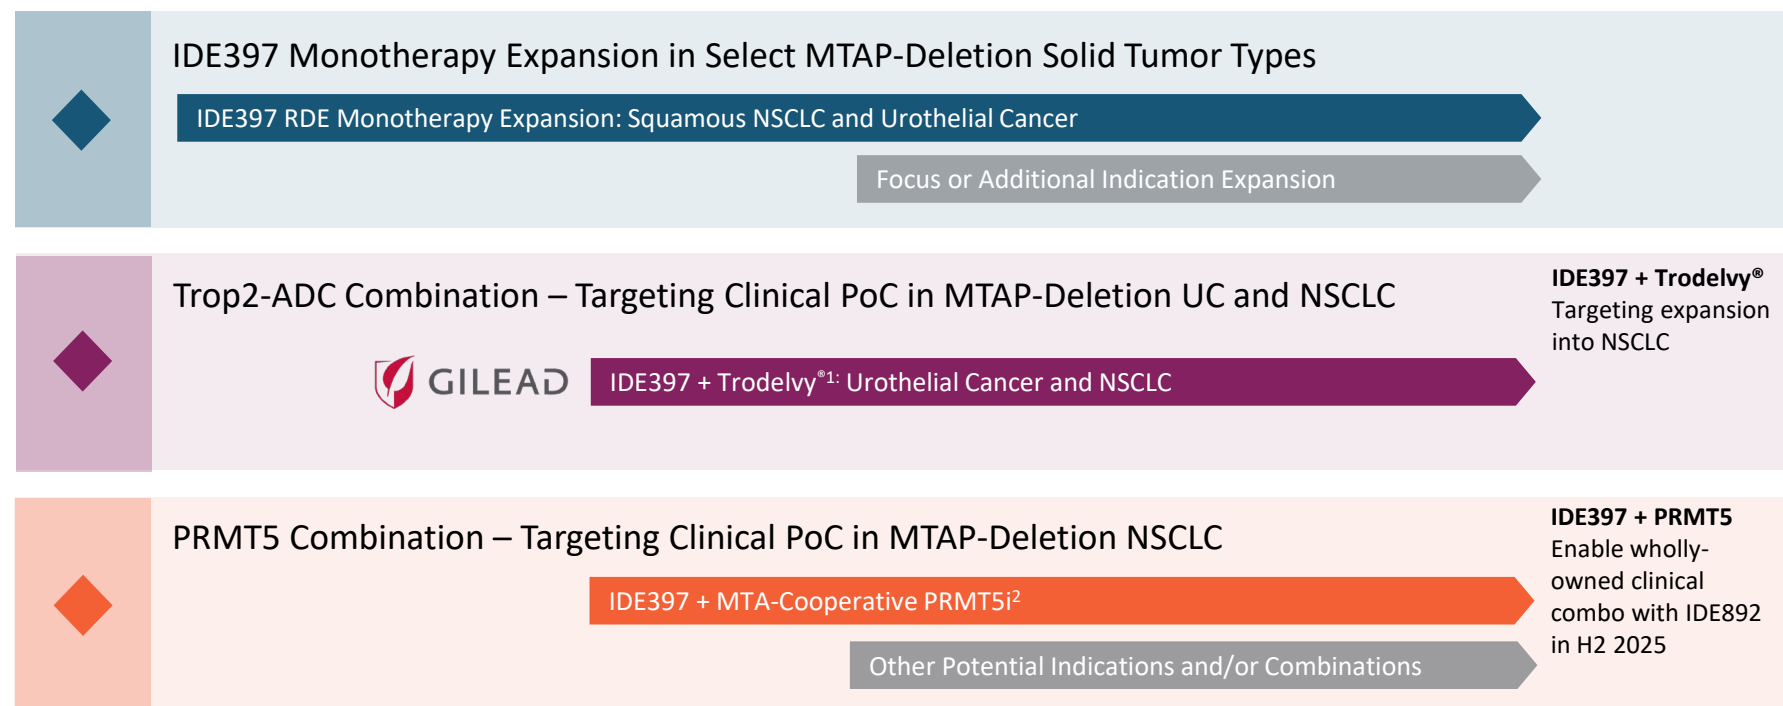 IDE397 Monotherapy Expansion in Select MTAP-Deletion Solid Tumor Types
IDE397 RDE Monotherapy Expansion: Squamous NSCLC and Urothelial Cancer
Focus or Additional Indication Expansion
Trop2-ADC Combination – Targeting Clinical PoC in MTAP-Deletion UC and NSCLC
GILEAD
IDE397 + Trodelvy®1: Urothelial Cancer and NSCLC
IDE397 + Trodelvy®
Targeting expansion
into NSCLC
PRMT5 Combination – Targeting Clinical PoC in MTAP-Deletion NSCLC
IDE397 + MTA-Cooperative PRMT5i2
Other Potential Indications and/or Combinations
IDE397 + PRMT5
Enable wholly-
owned clinical
combo with IDE892
in H2 2025